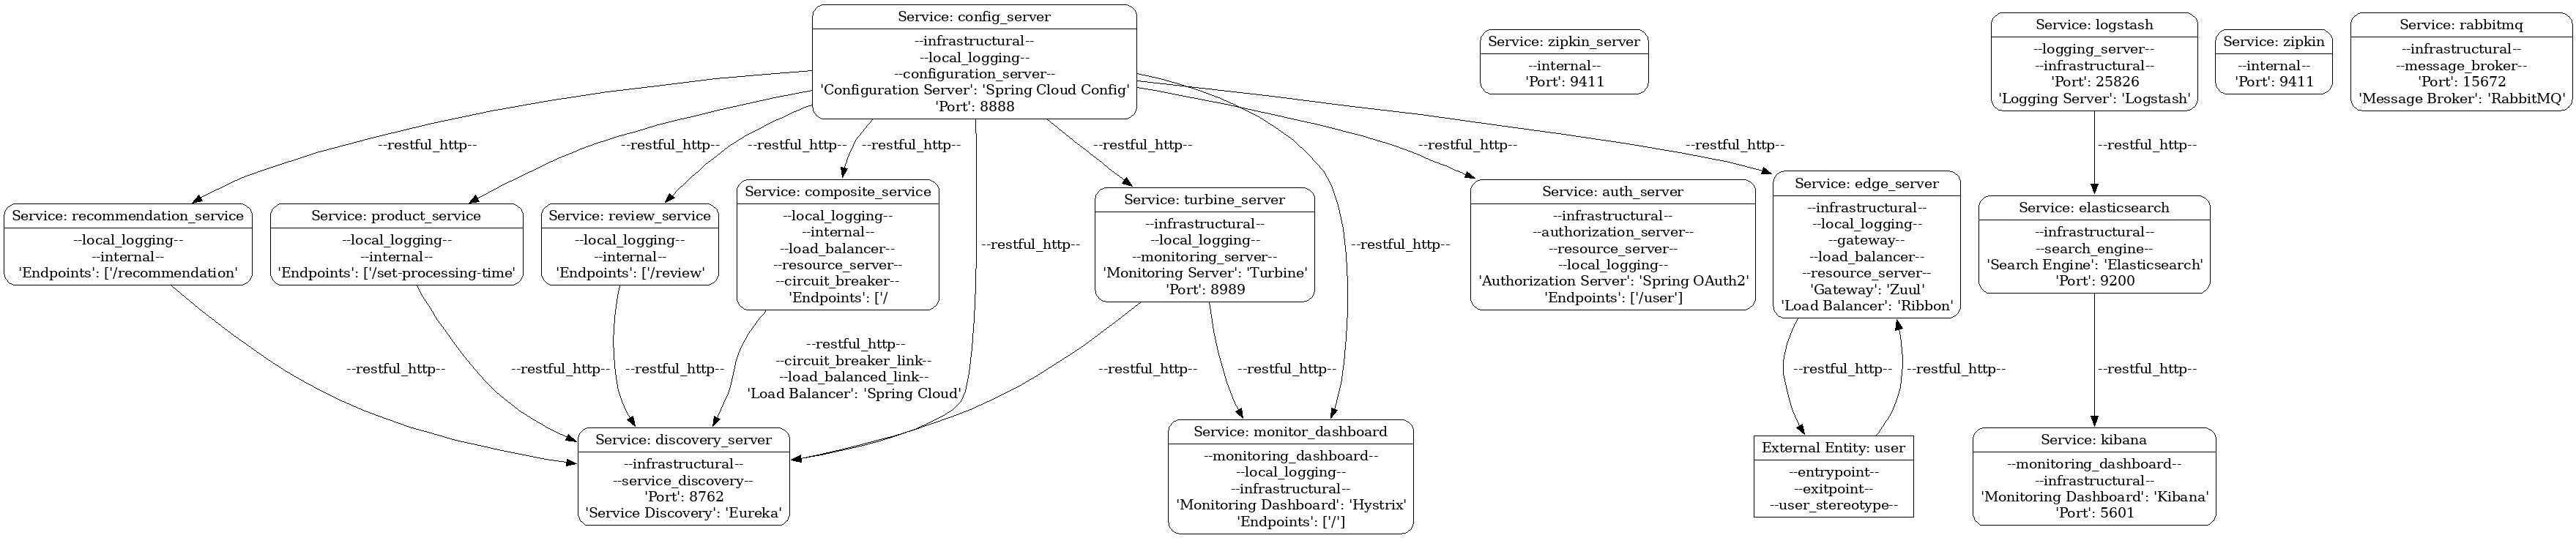 Service: config_server
--infrastructural--
--local_logging--
--configuration_server--
'Configuration Server': 'Spring Cloud Config'
'Port': 8888
Service: zipkin_server
--internal--
'Port': 9411
Service: logstash
--logging_server--
--infrastructural--
'Port': 25826
'Logging Server': 'Logstash'
Service: zipkin
--internal--
'Port': 9411
Service: rabbitmq
--infrastructural--
--message_broker--
'Port': 15672
'Message Broker': 'RabbitMQ'
--restful_http--
--restful_http--
--restful_http--
--restful_http--
--restful_http--
--restful_http--
--restful_http--
--restful_http--
Service: recommendation_service
--local_logging--
--internal--
'Endpoints': ['/recommendation'
Service: product_service
--local_logging--
--internal--
'Endpoints': ['/set-processing-time'
Service: review_service
--local_logging--
--internal--
'Endpoints': ['/review'
Service: composite_service
--local_logging--
--internal--
--load_balancer--
--resource_server--
--circuit_breaker--
'Endpoints': ['/
--restful_http--
Service: turbine_server
--infrastructural--
--local_logging--
--monitoring_server--
'Monitoring Server': 'Turbine'
'Port': 8989
--restful_http--
Service: auth_server
--infrastructural--
--authorization_server--
--resource_server--
--local_logging--
'Authorization Server': 'Spring OAuth2'
'Endpoints': ['/user']
Service: edge_server
--infrastructural--
--local_logging--
--gateway--
--load_balancer--
--resource_server--
'Gateway': 'Zuul'
'Load Balancer': 'Ribbon'
Service: elasticsearch
--infrastructural--
--search_engine--
'Search Engine': 'Elasticsearch'
'Port': 9200
--restful_http--
--restful_http--
--restful_http--
--restful_http--
--circuit_breaker_link--
--load_balanced_link--
'Load Balancer': 'Spring Cloud'
--restful_http--
--restful_http--
--restful_http--
--restful_http--
--restful_http--
Service: discovery_server
--infrastructural--
--service_discovery--
'Port': 8762
'Service Discovery': 'Eureka'
Service: monitor_dashboard
--monitoring_dashboard--
--local_logging--
--infrastructural--
'Monitoring Dashboard': 'Hystrix'
'Endpoints': ['/']
External Entity: user
--entrypoint--
--exitpoint--
--user_stereotype--
Service: kibana
--monitoring_dashboard--
--infrastructural--
'Monitoring Dashboard': 'Kibana'
'Port': 5601